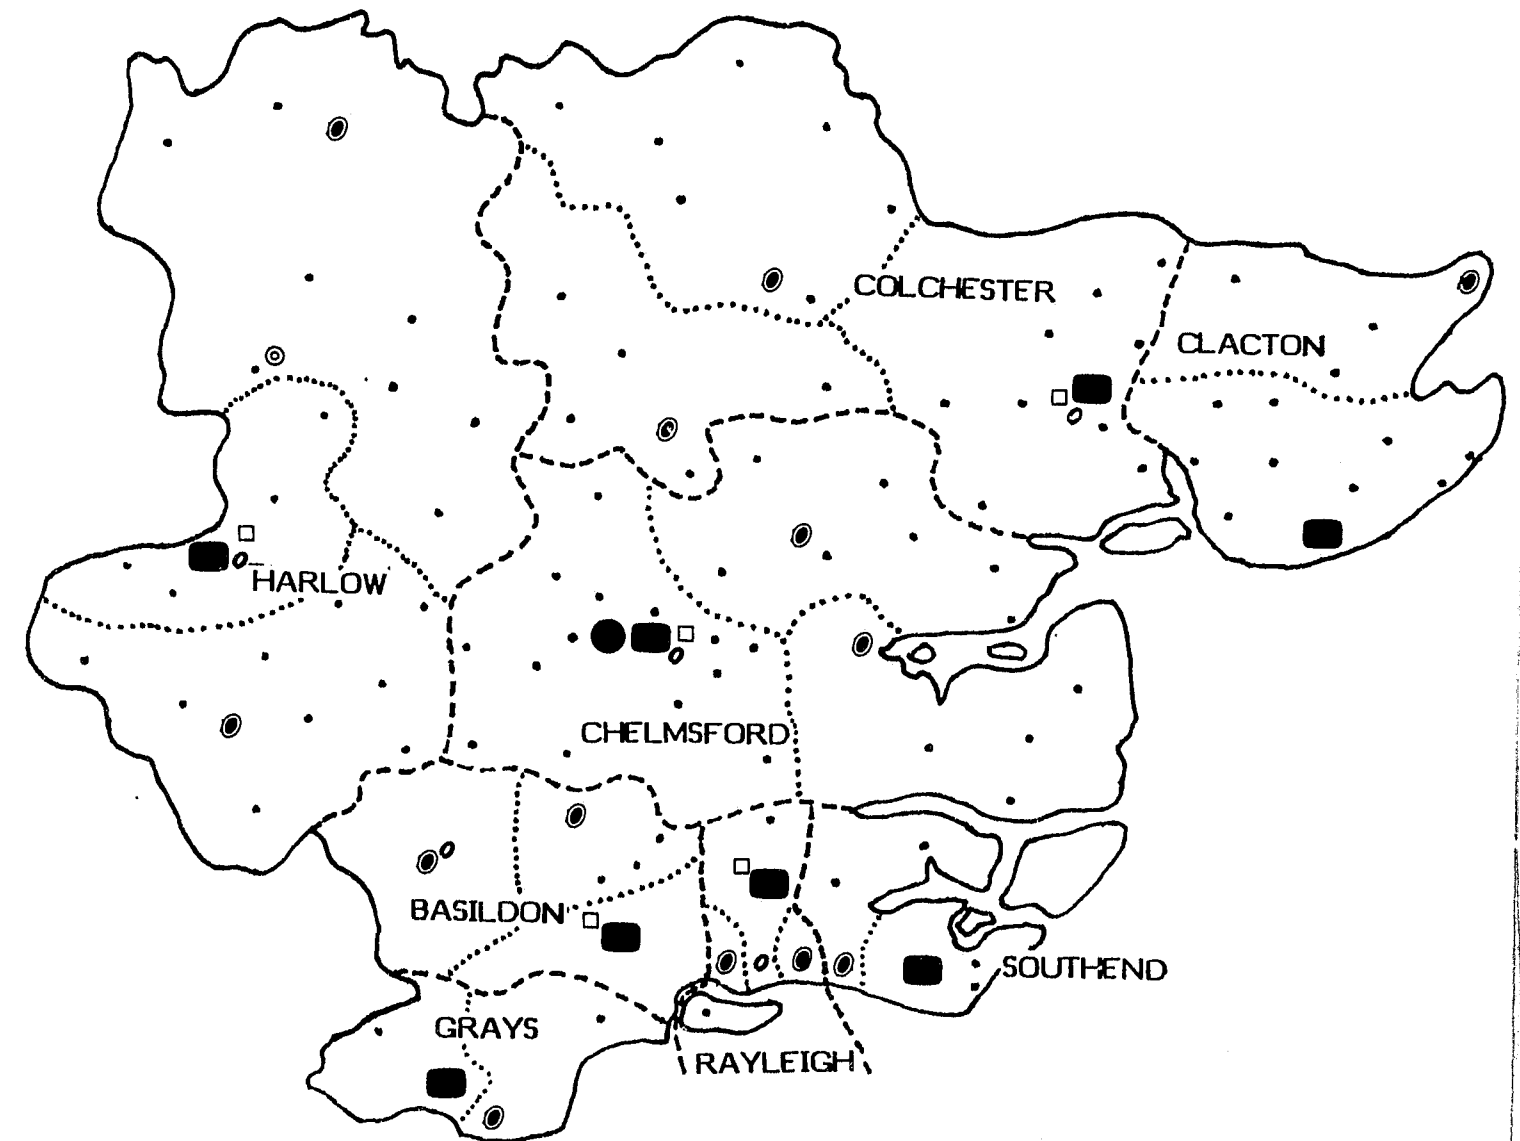 COLCHESTER
CLACTON
HARLOW
CHELMSFORD
BASILDON
SOUTHEND
GRAYS
RAYLEIGH